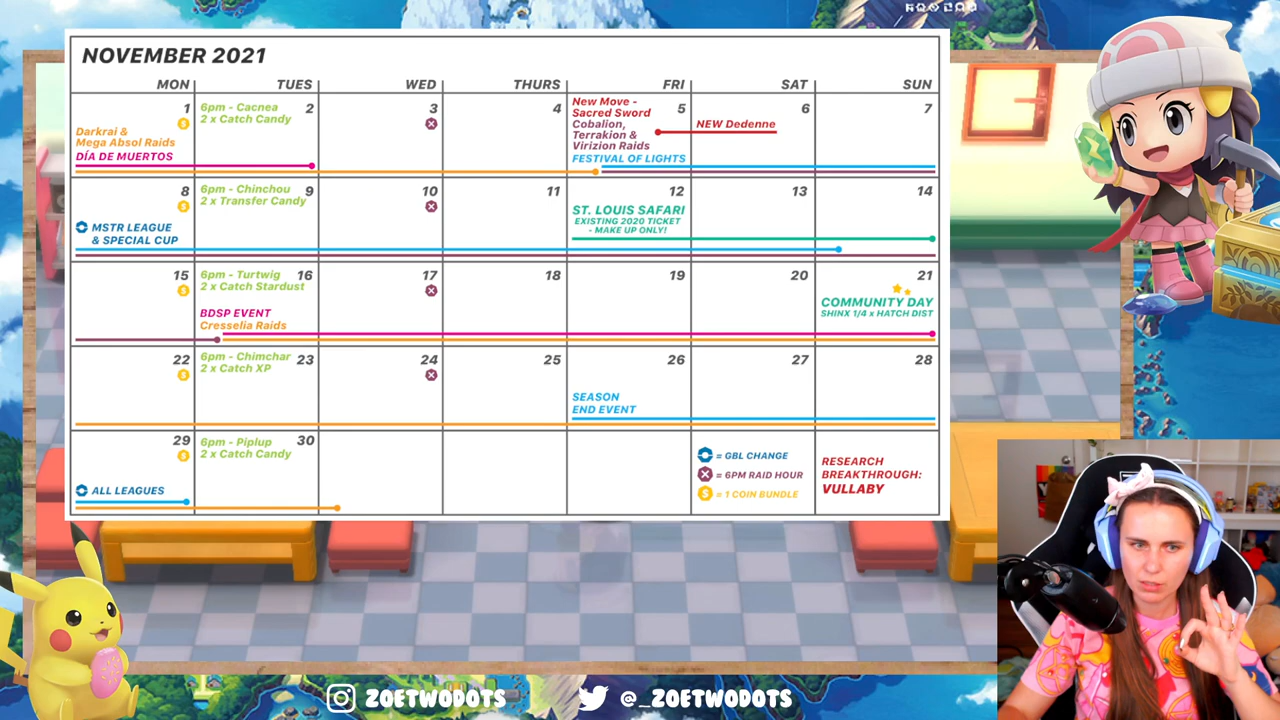 NOVEMBER 2021
MON TUES WED THURS FRI SAT SUN
1
Darkrai &
Mega Absol Raids
DÍA DE MUERTOS
6pm - Cacnea 2
2 x Catch Candy
3
4
New Move -
Sacred Sword 5
Cobalion,
Terrakion &
Virizion Raids
FESTIVAL OF LIGHTS
6
NEW Dedenne
7
8
MSTR LEAGUE
& SPECIAL CUP
6pm - Chinchou 9
2 x Transfer Candy
10
11
12
ST. LOUIS SAFARI
EXISTING 2020 TICKET
- MAKE UP ONLY!
13
14
15
6pm - Turtwig 16
2 x Catch Stardust
BDSP EVENT
Cresselia Raids
17
18
19
20
21
COMMUNITY DAY
SHINX 1/4 x HATCH DIST
22
6pm - Chimchar 23
2 x Catch XP
24
25
26
SEASON
END EVENT
27
28
29
ALL LEAGUES
6pm - Piplup 30
2 x Catch Candy
= GBL CHANGE
= 6PM RAID HOUR
= 1 COIN BUNDLE
RESEARCH
BREAKTHROUGH:
VULLABY
ZOETWODOTS @_ZOETWODOTS